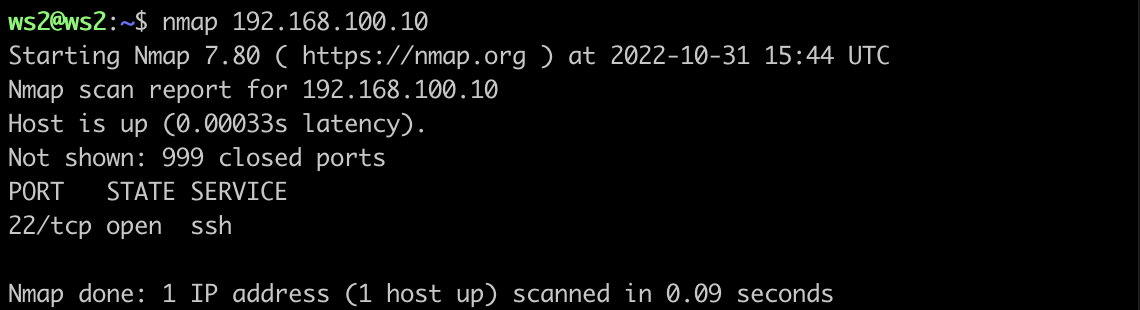 ws2@ws2:~$ nmap 192.168.100.10
Starting Nmap 7.80 ( https://nmap.org ) at 2022-10-31 15:44 UTC
Nmap scan report for 192.168.100.10
Host is up (0.00033s latency).
Not shown: 999 closed ports
PORT   STATE SERVICE
22/tcp open  ssh

Nmap done: 1 IP address (1 host up) scanned in 0.09 seconds